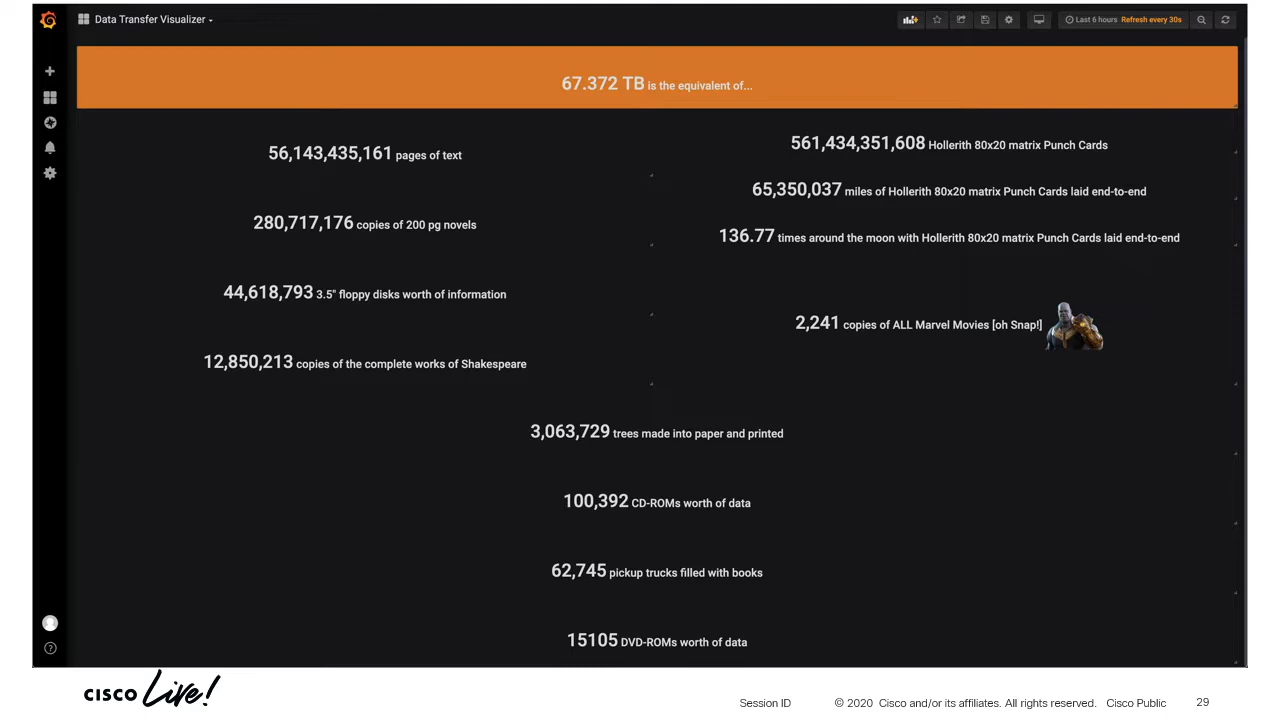 Data Transfer Visualizer
Last 6 hours Refresh every 30s
67.372 TB is the equivalent of...
56,143,435,161 pages of text
280,717,176 copies of 200 pg novels
44,618,793 3.5" floppy disks worth of information
12,850,213 copies of the complete works of Shakespeare
561,434,351,608 Hollerith 80x20 matrix Punch Cards
65,350,037 miles of Hollerith 80x20 matrix Punch Cards laid end-to-end
136.77 times around the moon with Hollerith 80x20 matrix Punch Cards laid end-to-end
2,241 copies of ALL Marvel Movies [oh Snap!]
3,063,729 trees made into paper and printed
100,392 CD-ROMs worth of data
62,745 pickup trucks filled with books
15105 DVD-ROMs worth of data
CISCO Live!
Session ID
© 2020 Cisco and/or its affiliates. All rights reserved. Cisco Public
29